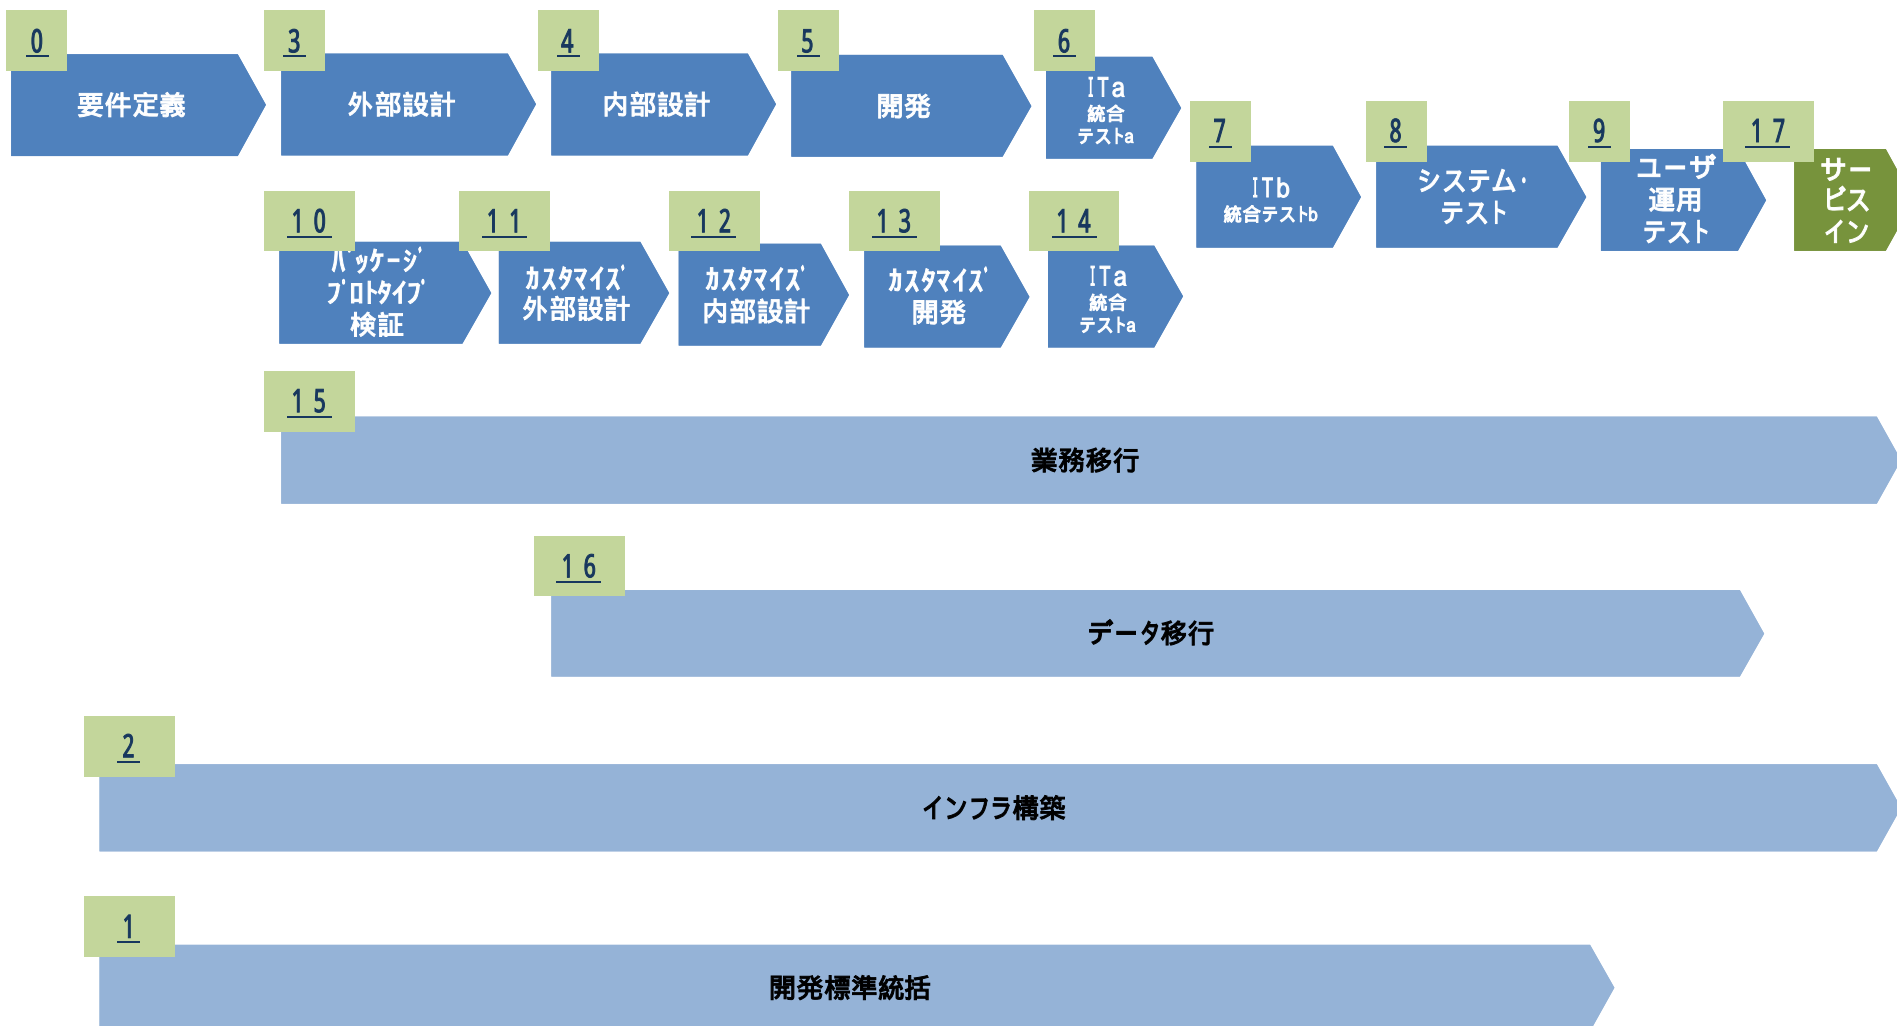 0
要件定義
3
外部設計
4
内部設計
5
開発
6
ITa
統合
テストa
7
ITb
統合テストb
8
システム・
テスト
9
ユーザ
運用
テスト
17
サー
ビス
イン
10
パッケージ
プロトタイプ
検証
11
カスタマイズ
外部設計
12
カスタマイズ
内部設計
13
カスタマイズ
開発
14
ITa
統合
テストa
15
業務移行
16
データ移行
2
インフラ構築
1
開発標準統括